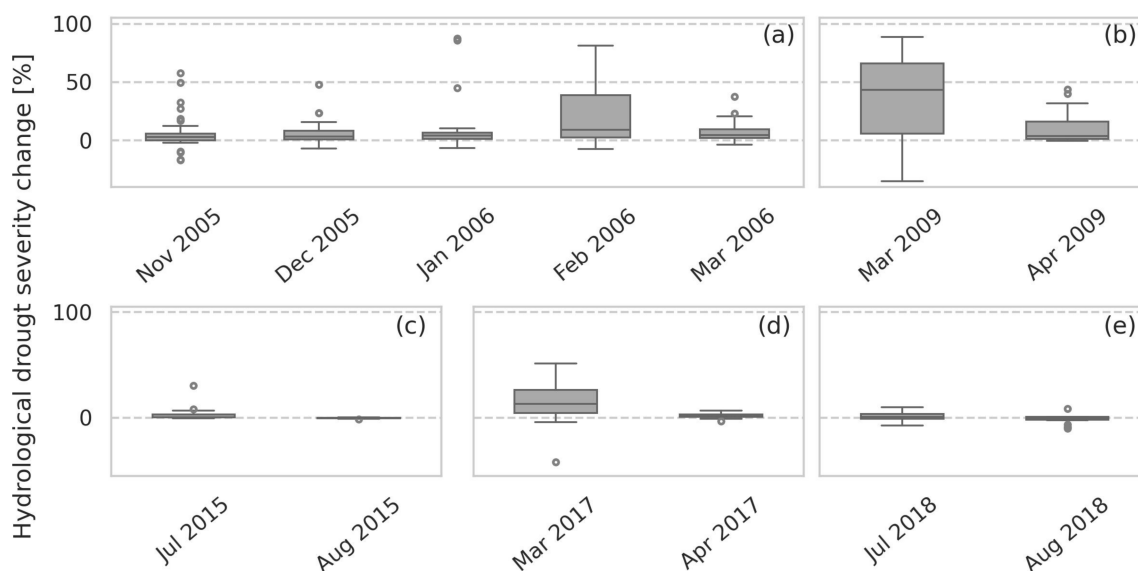 Hydrological drougt severity change [%]
100
50
0
(a)
Nov 2005
Dec 2005
Jan 2006
Feb 2006
Mar 2006
(b)
Mar 2009
Apr 2009
100
0
(c)
Jul 2015
Aug 2015
(d)
Mar 2017
Apr 2017
(e)
Jul 2018
Aug 2018